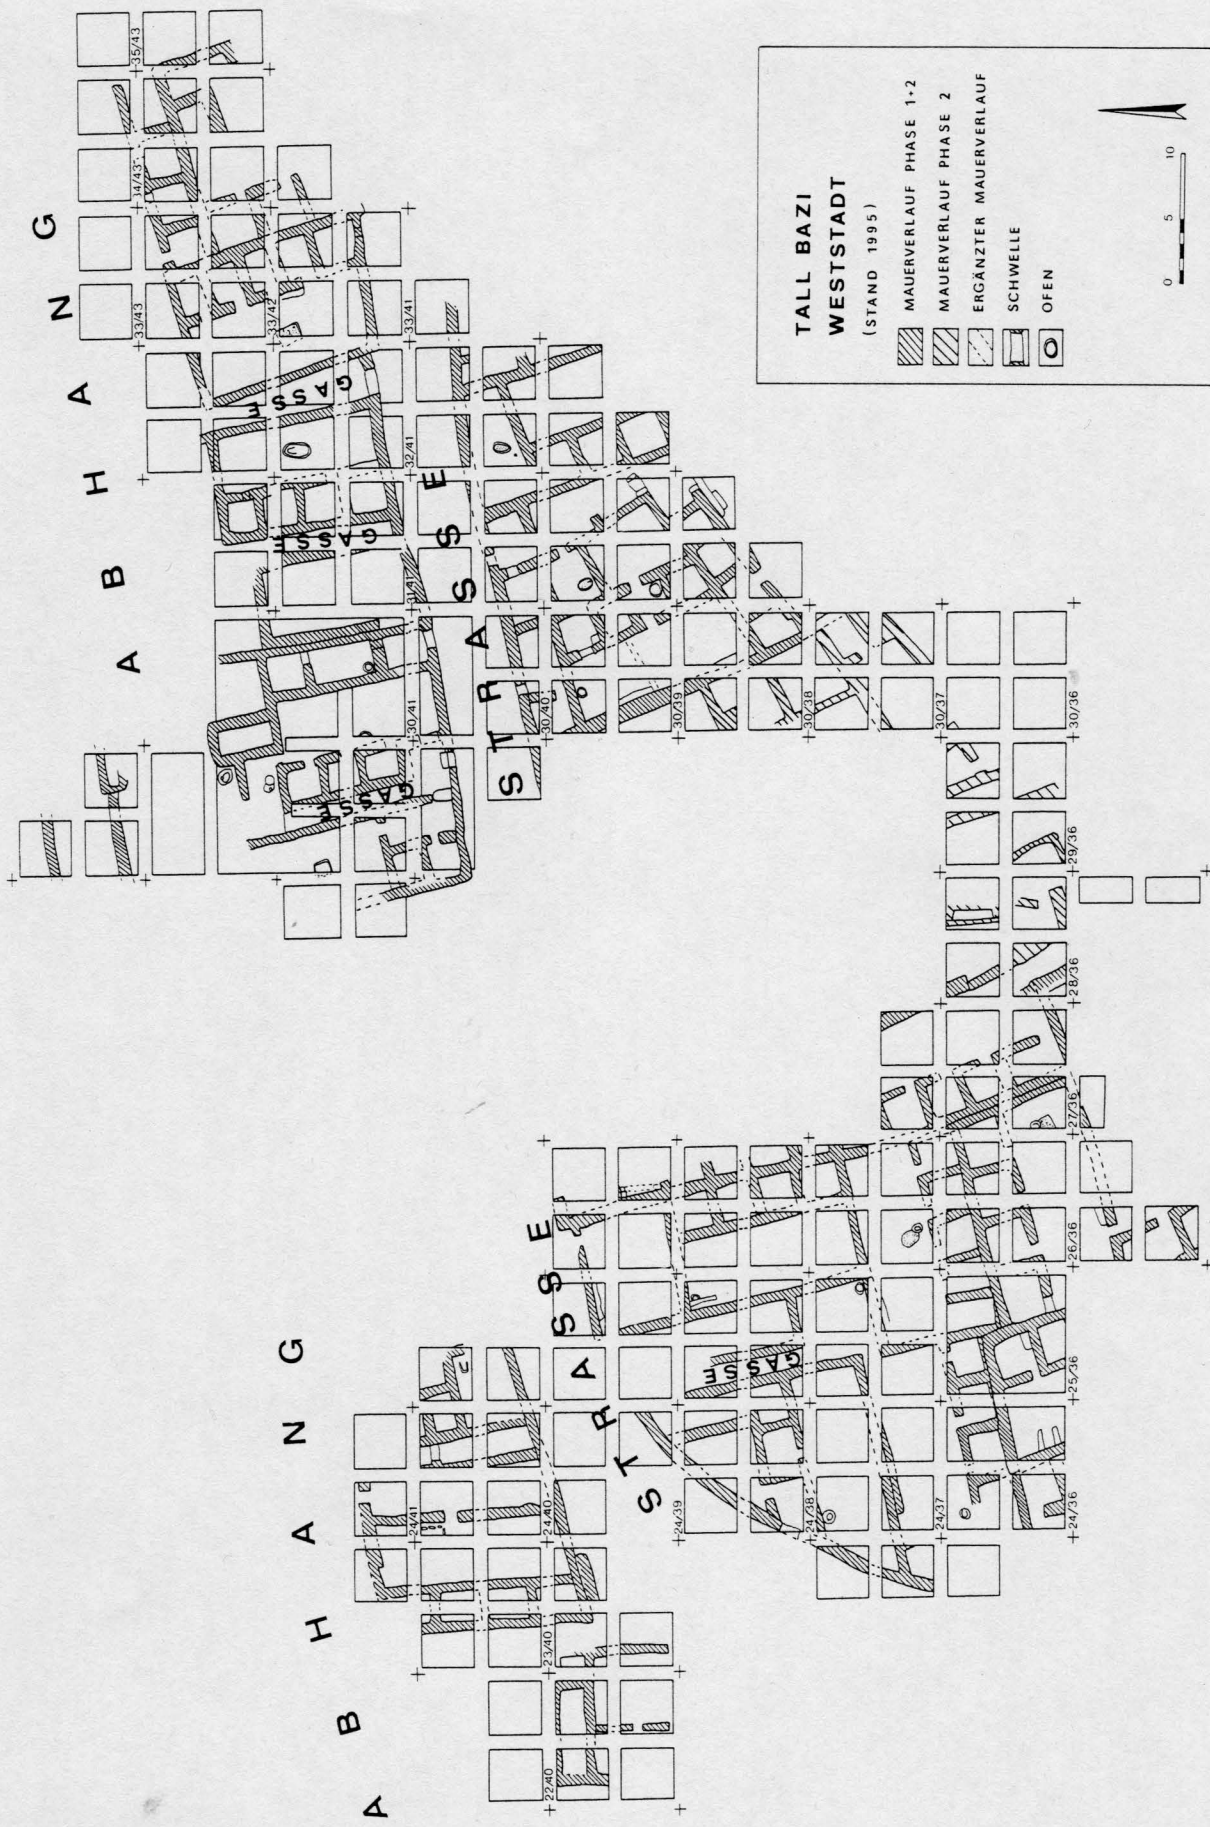 ABHANG
ABHANG
STRASSE
STRASSE
GASSE
GASSE
GASSE
GASSE
35/43
34/43
33/43
33/42
33/41
32/41
31/41
30/41
30/40
30/39
30/38
30/37
30/36
29/36
28/36
27/36
26/36
25/36
24/36
24/37
24/38
24/39
24/40
24/41
23/40
22/40
TALL BAZI
WESTSTADT
(STAND 1995)
MAUERVERLAUF PHASE 1+2
MAUERVERLAUF PHASE 2
ERGÄNZTER MAUERVERLAUF
SCHWELLE
OFEN
0 5 10